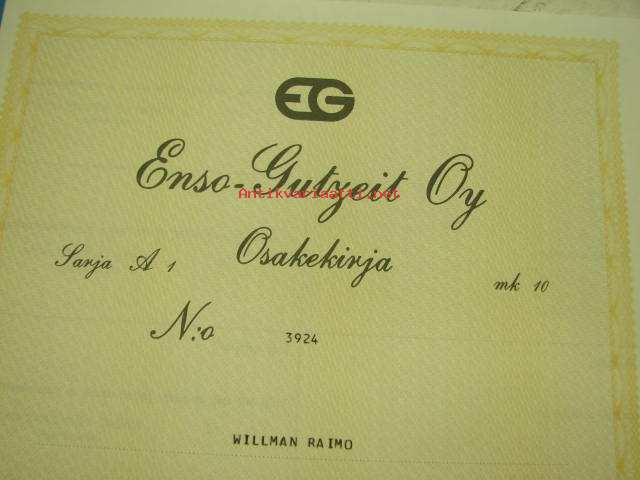 EG
Enso-Gutzeit Oy
Antikvariaatti.net
Sarja A 1 Osakekirja mk 10
N:o 3924
WILLMAN RAIMO